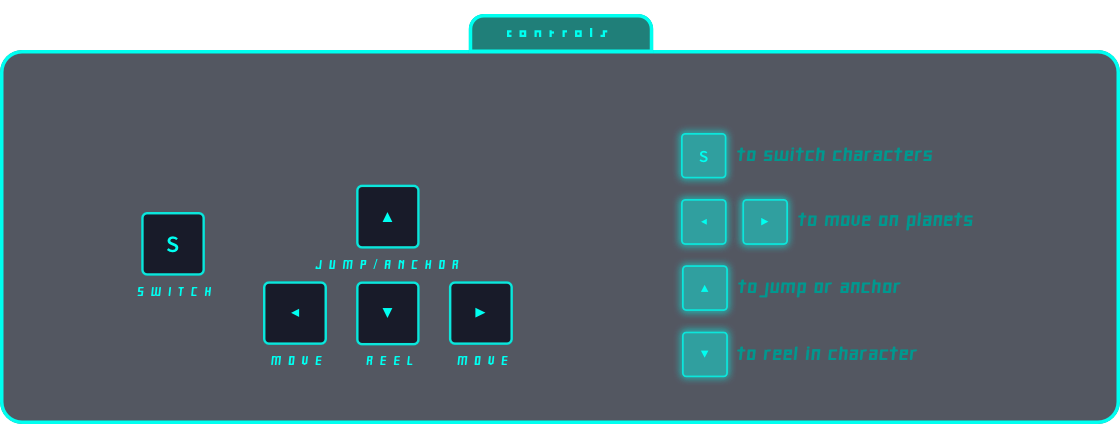 controls
S
SWITCH
▲
JUMP/ANCHOR
◄ ▼ ►
MOVE REEL MOVE
S to switch characters
◄ ► to move on planets
▲ to jump or anchor
▼ to reel in character